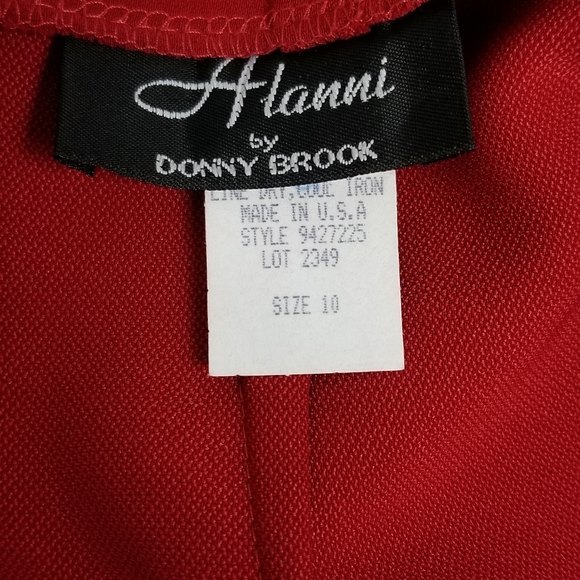 Alanni
by
DONNY BROOK
LINE DRY, COOL IRON
MADE IN U.S.A
STYLE 9427225
LOT 2349
SIZE 10